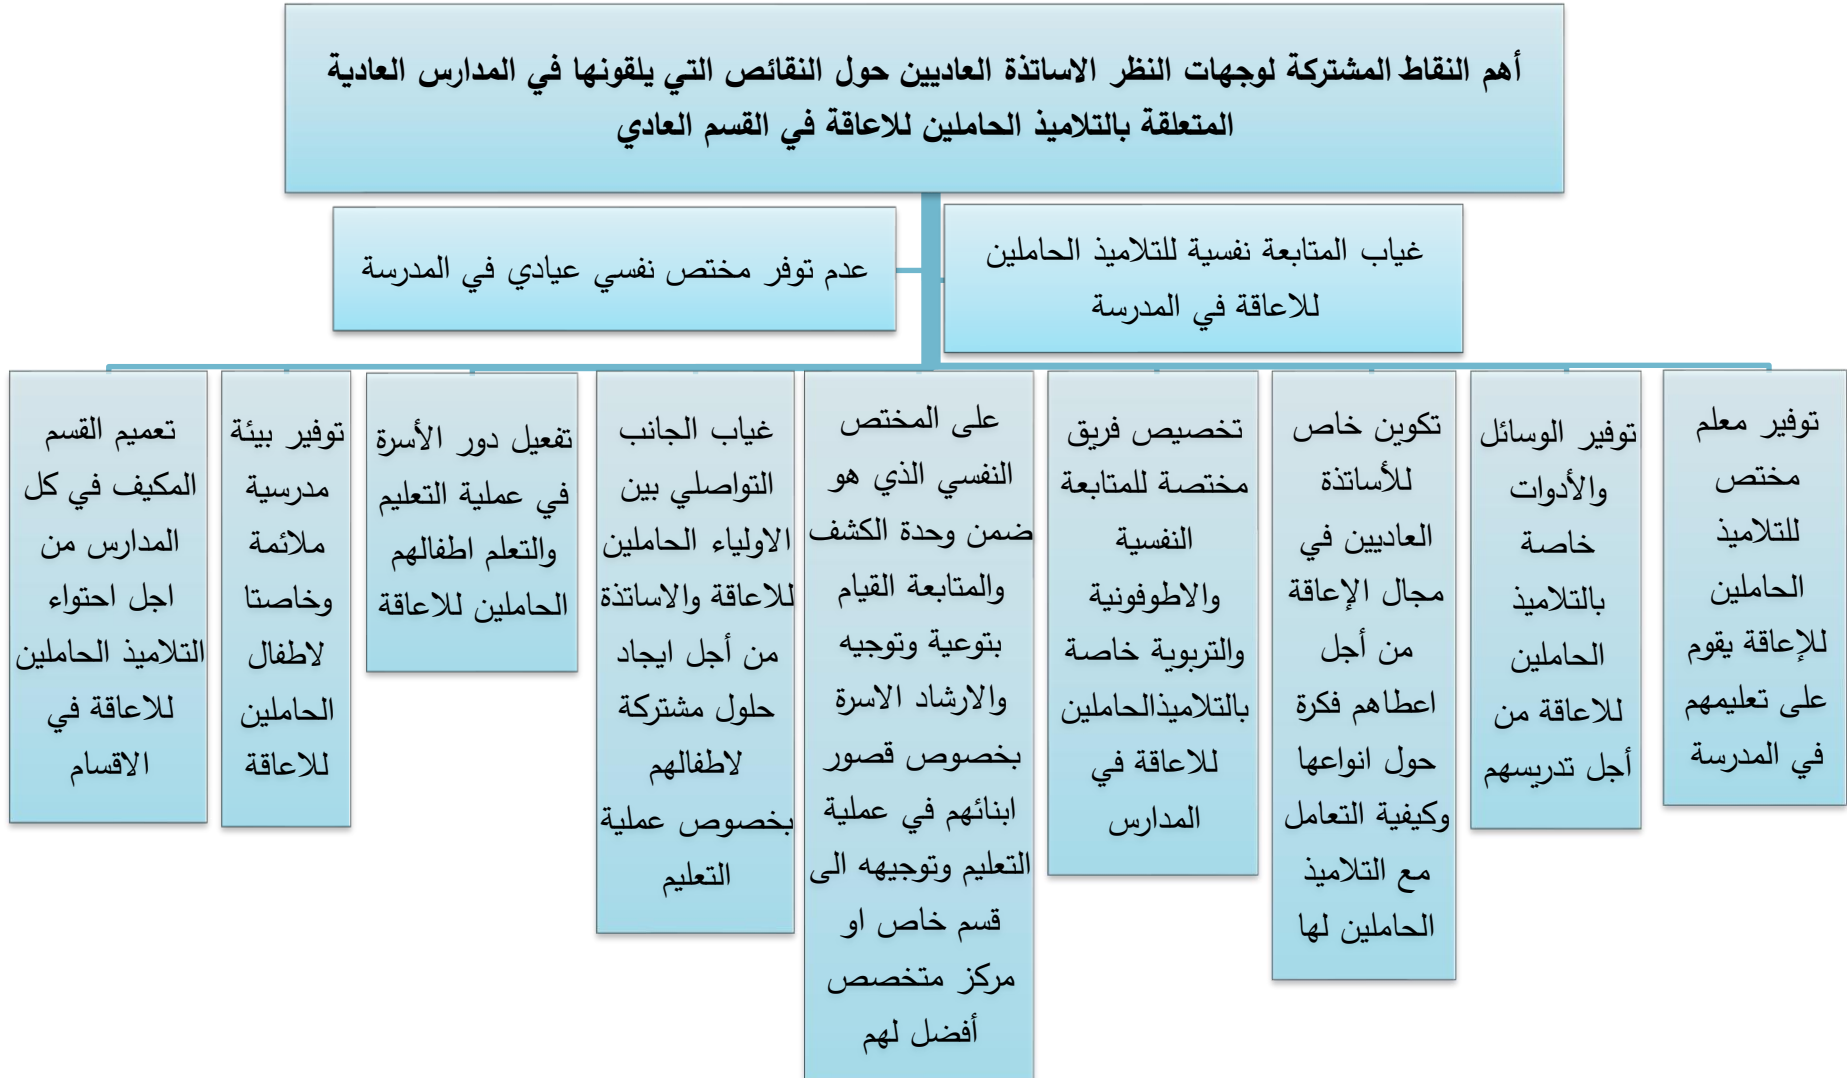 أهم النقاط المشتركة لوجهات النظر الاساتذة العاديين حول النقائص التي يلقونها في المدارس العادية
المتعلقة بالتلاميذ الحاملين للاعاقة في القسم العادي
غياب المتابعة نفسية للتلاميذ الحاملين
للاعاقة في المدرسة
عدم توفر مختص نفسي عيادي في المدرسة
توفير معلم
مختص
للتلاميذ
الحاملين
للإعاقة يقوم
على تعليمهم
في المدرسة
توفير الوسائل
والأدوات
خاصة
بالتلاميذ
الحاملين
للاعاقة من
أجل تدريسهم
تكوين خاص
للأساتذة
العاديين في
مجال الإعاقة
من أجل
اعطاهم فكرة
حول انواعها
وكيفية التعامل
مع التلاميذ
الحاملين لها
تخصيص فريق
مختصة للمتابعة
النفسية
والاطوفونية
والتربوية خاصة
بالتلاميذالحاملين
للاعاقة في
المدارس
على المختص
النفسي الذي هو
ضمن وحدة الكشف
والمتابعة القيام
بتوعية وتوجيه
والارشاد الاسرة
بخصوص قصور
ابنائهم في عملية
التعليم وتوجيهه الى
قسم خاص او
مركز متخصص
أفضل لهم
غياب الجانب
التواصلي بين
الاولياء الحاملين
للاعاقة والاساتذة
من أجل ايجاد
حلول مشتركة
لاطفالهم
بخصوص عملية
التعليم
تفعيل دور الأسرة
في عملية التعليم
والتعلم اطفالهم
الحاملين للاعاقة
توفير بيئة
مدرسية
ملائمة
وخاصتا
لاطفال
الحاملين
للاعاقة
تعميم القسم
المكيف في كل
المدارس من
اجل احتواء
التلاميذ الحاملين
للاعاقة في
الاقسام